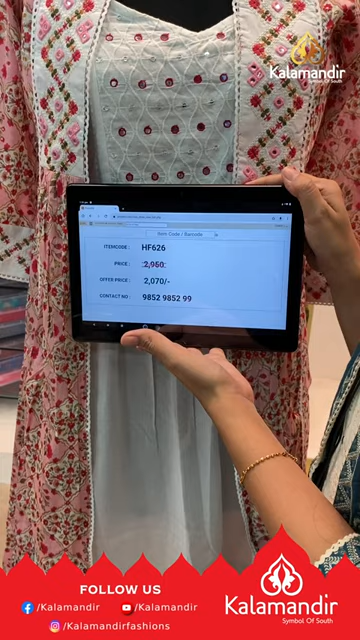 Kalamandir
Symbol Of South
Item Code / Barcode
ITEMCODE : HF626
PRICE : 2,950
OFFER PRICE : 2,070/-
CONTACT NO : 9852 9852 99
FOLLOW US
/Kalamandir
/Kalamandir
/Kalamandirfashions
Kalamandir
Symbol Of South